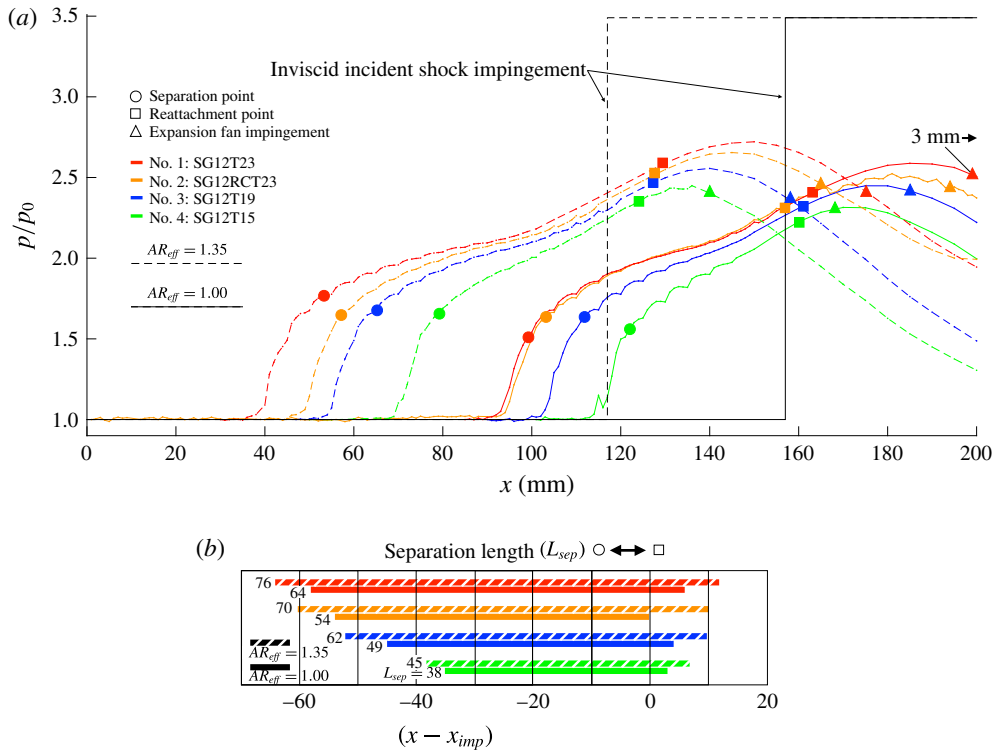 (a)
p/p0
3.5
3.0
2.5
2.0
1.5
1.0
Inviscid incident shock impingement
Separation point
Reattachment point
Expansion fan impingement
No. 1: SG12T23
No. 2: SG12RCT23
No. 3: SG12T19
No. 4: SG12T15
AReff = 1.35
AReff = 1.00
3 mm
0 20 40 60 80 100 120 140 160 180 200
x (mm)
(b)
Separation length (Lsep)
76
64
70
54
62
49
45
Lsep = 38
AReff = 1.35
AReff = 1.00
−60 −40 −20 0 20
(x − ximp)